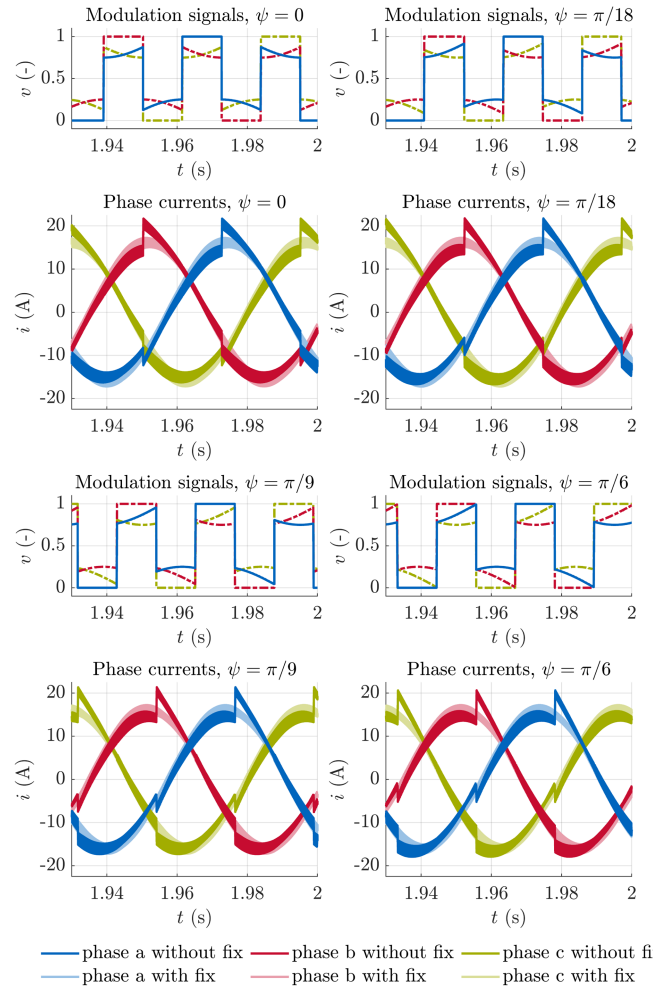 Modulation signals, ψ = 0
1
0.5
0
v (-)
1.94
1.96
1.98
2
t (s)
Modulation signals, ψ = π/18
1
0.5
0
v (-)
1.94
1.96
1.98
2
t (s)
Phase currents, ψ = 0
20
10
0
-10
-20
i (A)
1.94
1.96
1.98
2
t (s)
Phase currents, ψ = π/18
20
10
0
-10
-20
i (A)
1.94
1.96
1.98
2
t (s)
Modulation signals, ψ = π/9
1
0.5
0
v (-)
1.94
1.96
1.98
2
t (s)
Modulation signals, ψ = π/6
1
0.5
0
v (-)
1.94
1.96
1.98
2
t (s)
Phase currents, ψ = π/9
20
10
0
-10
-20
i (A)
1.94
1.96
1.98
2
t (s)
Phase currents, ψ = π/6
20
10
0
-10
-20
i (A)
1.94
1.96
1.98
2
t (s)
phase a without fix
phase b without fix
phase c without fi
phase a with fix
phase b with fix
phase c with fix